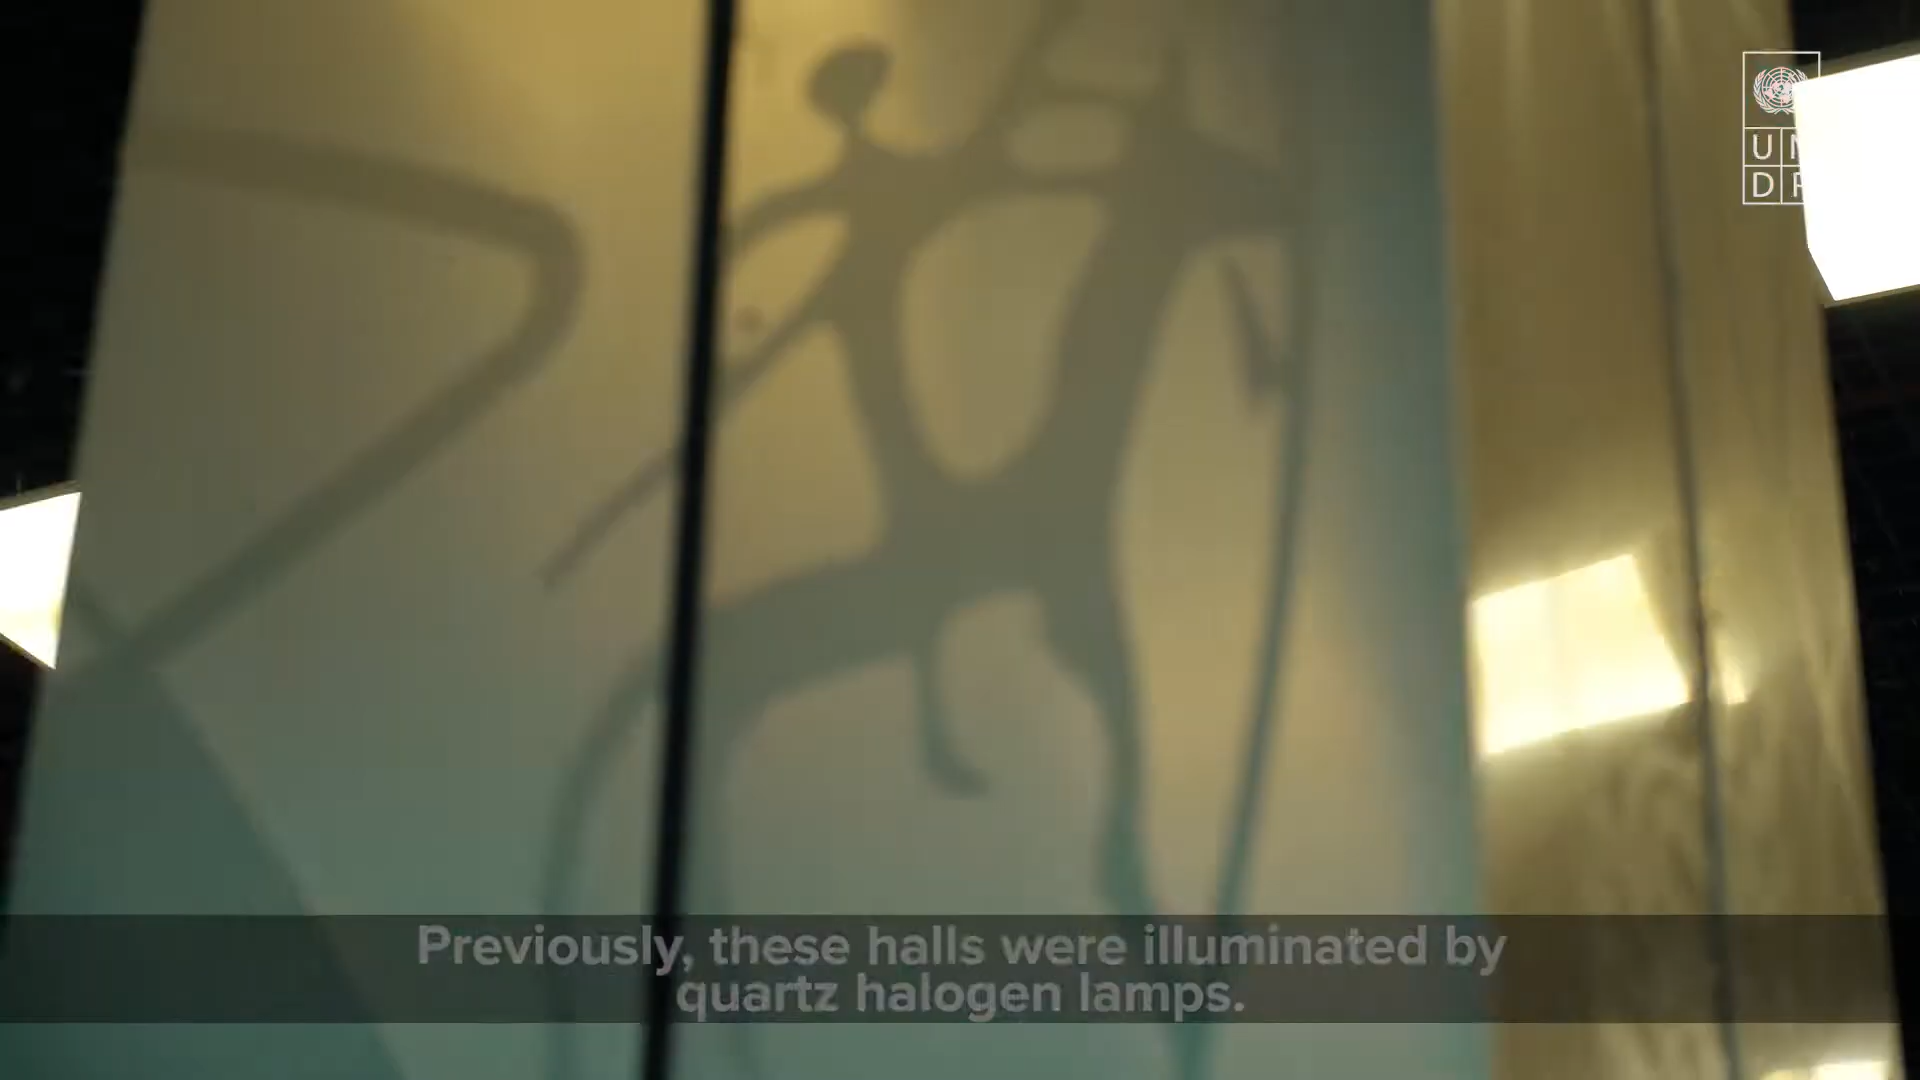 U N
D P
Previously, these halls were illuminated by
quartz halogen lamps.